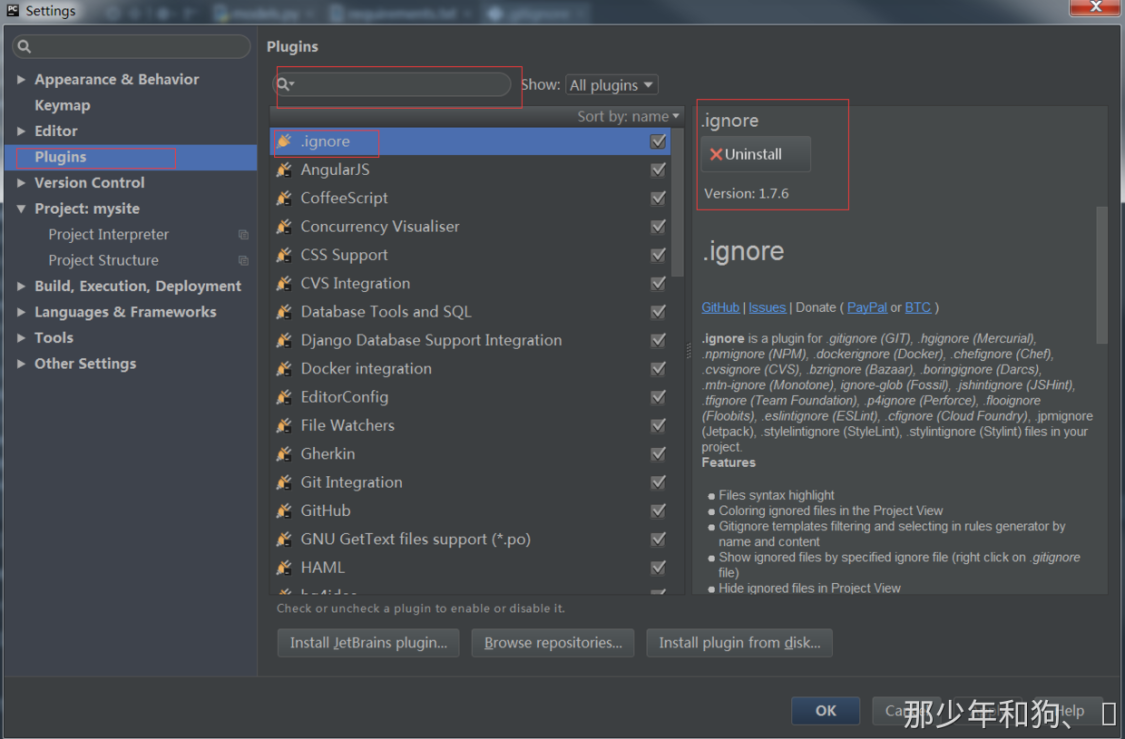 Settings
Plugins
Show: All plugins
Appearance & Behavior
Keymap
Editor
Plugins
Version Control
Project: mysite
Project Interpreter
Project Structure
Build, Execution, Deployment
Languages & Frameworks
Tools
Other Settings
Sort by: name
.ignore
AngularJS
CoffeeScript
Concurrency Visualiser
CSS Support
CVS Integration
Database Tools and SQL
Django Database Support Integration
Docker integration
EditorConfig
File Watchers
Gherkin
Git Integration
GitHub
GNU GetText files support (*.po)
HAML
hg4idea
Check or uncheck a plugin to enable or disable it.
Install JetBrains plugin...
Browse repositories...
Install plugin from disk...
.ignore
Uninstall
Version: 1.7.6
.ignore
GitHub | Issues | Donate ( PayPal or BTC )
.ignore is a plugin for .gitignore (GIT), .hgignore (Mercurial),
.npmignore (NPM), .dockerignore (Docker), .chefignore (Chef),
.cvsignore (CVS), .bzrignore (Bazaar), .boringignore (Darcs),
.mtn-ignore (Monotone), ignore-glob (Fossil), .jshintignore (JSHint),
.tfignore (Team Foundation), .p4ignore (Perforce), .flooignore
(Floobits), .eslintignore (ESLint), .cfignore (Cloud Foundry), .jpmignore
(Jetpack), .stylelintignore (StyleLint), .stylintignore (Stylint) files in your
project.
Features
Files syntax highlight
Coloring ignored files in the Project View
Gitignore templates filtering and selecting in rules generator by
name and content
Show ignored files by specified ignore file (right click on .gitignore
file)
Hide ignored files in Project View
OK
Help
那少年和狗、